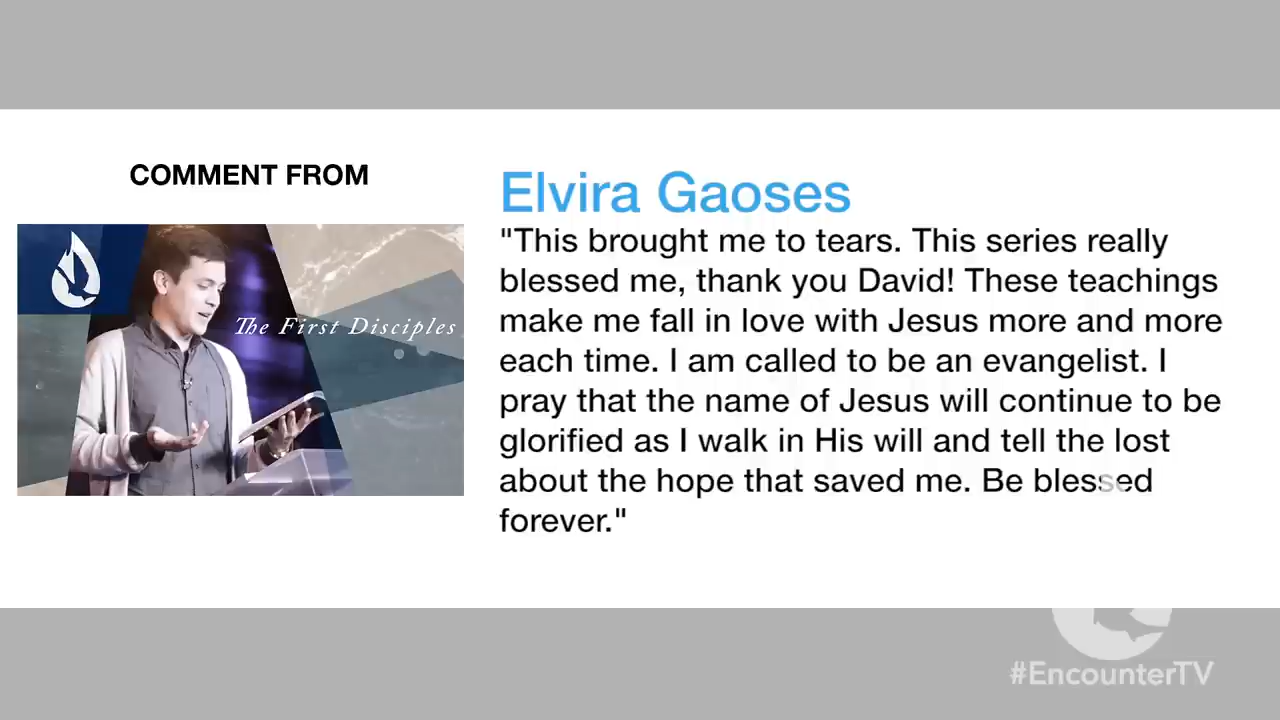 COMMENT FROM
The First Disciples
Elvira Gaoses
"This brought me to tears. This series really
blessed me, thank you David! These teachings
make me fall in love with Jesus more and more
each time. I am called to be an evangelist. I
pray that the name of Jesus will continue to be
glorified as I walk in His will and tell the lost
about the hope that saved me. Be blessed
forever."
#EncounterTV